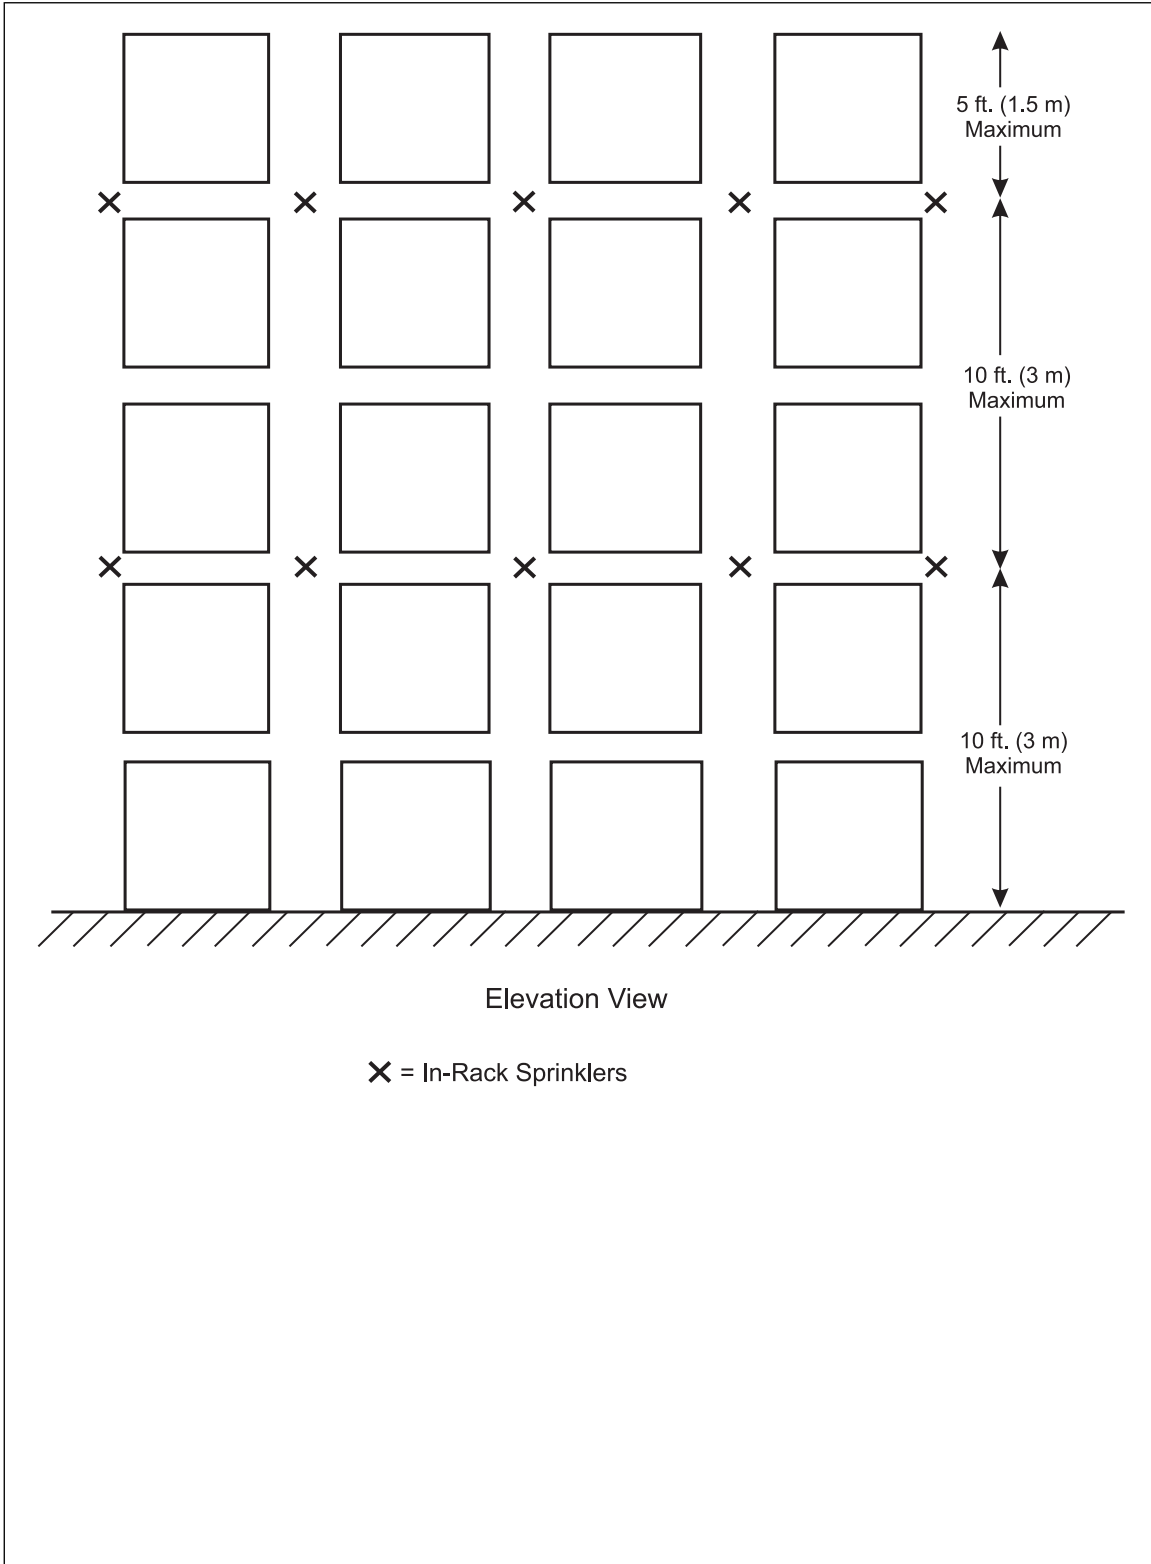 5 ft. (1.5 m)
Maximum
10 ft. (3 m)
Maximum
10 ft. (3 m)
Maximum
Elevation View
X = In-Rack Sprinklers